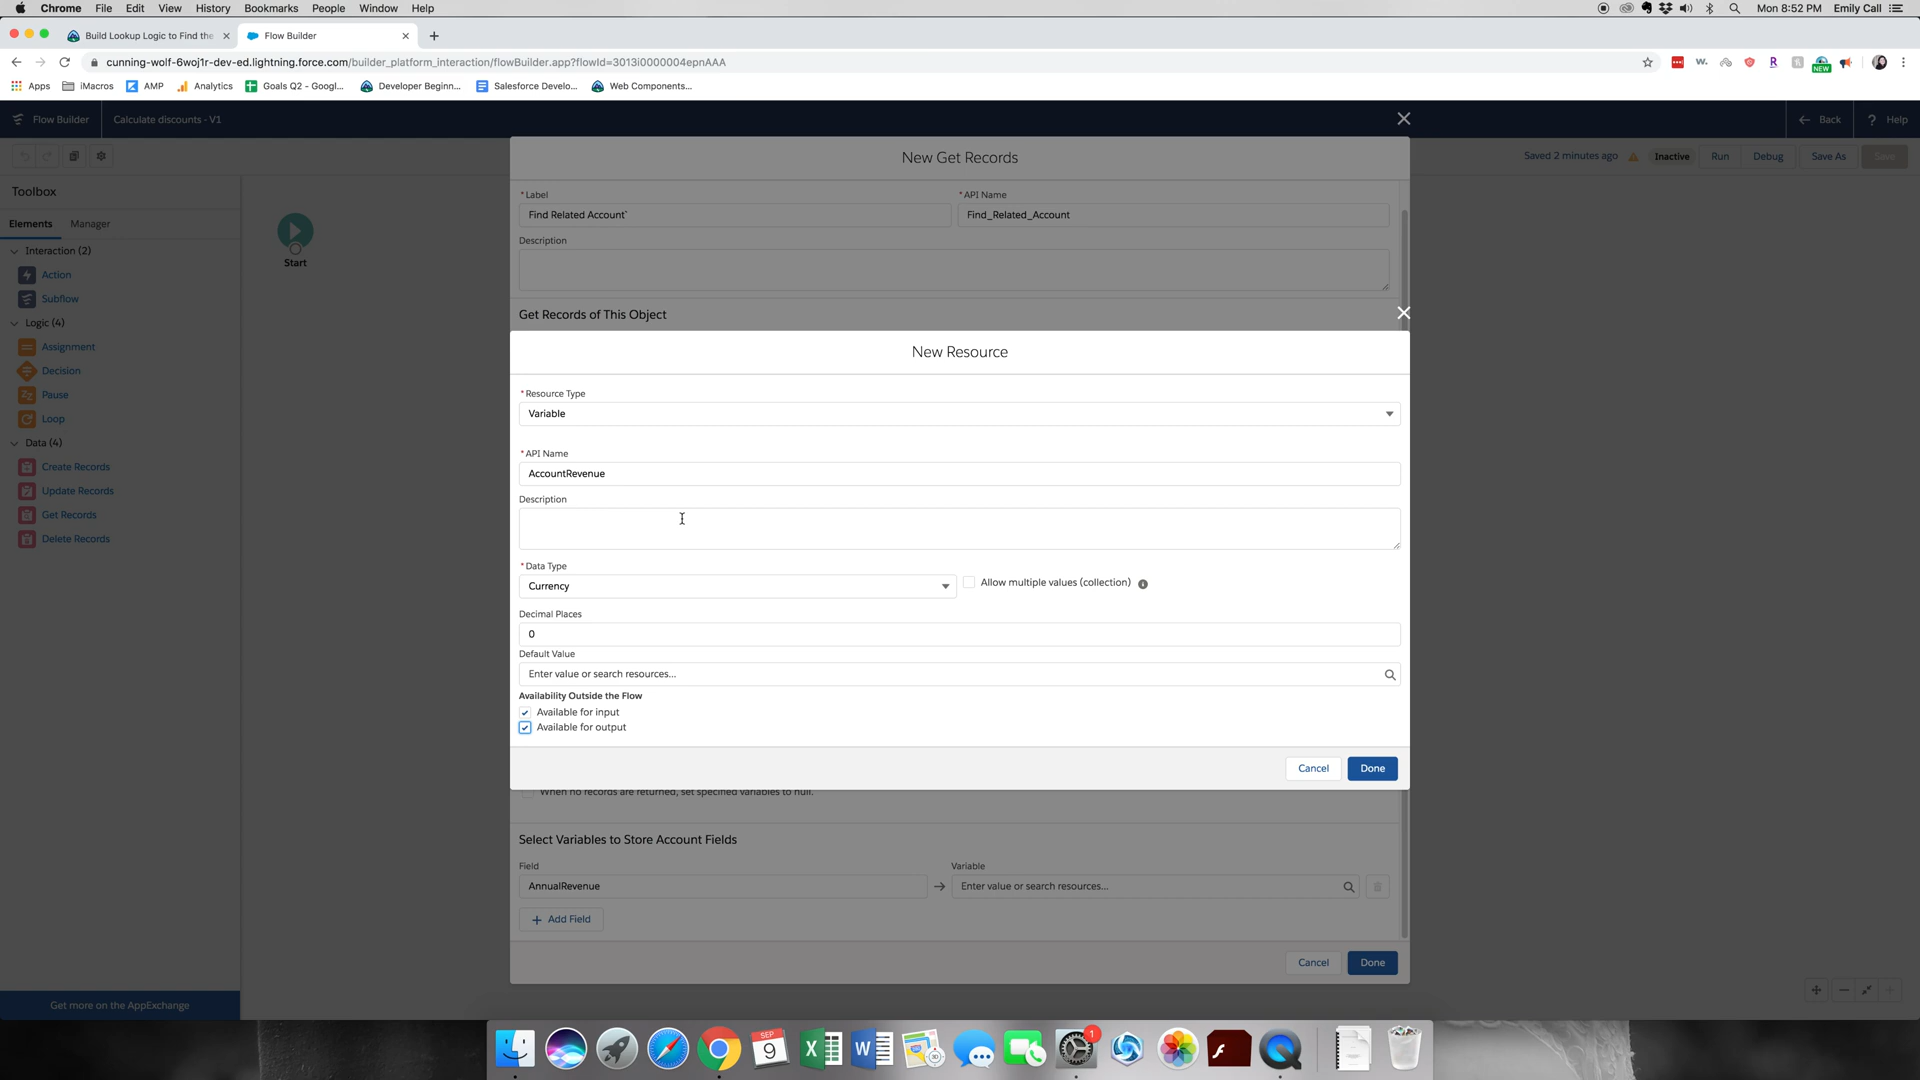 Chrome File Edit View History Bookmarks People Window Help
Mon 8:52 PM Emily Call
Build Lookup Logic to Find the
Flow Builder
cunning-wolf-6woj1r-dev-ed.lightning.force.com/builder_platform_interaction/flowBuilder.app?flowId=3013i0000004epnAAA
NEW
Apps iMacros AMP Analytics Goals Q2 - Googl... Developer Beginn... Salesforce Develo... Web Components...
Flow Builder Calculate discounts - V1 Back ? Help
New Get Records
Saved 2 minutes ago Inactive Run Debug Save As Save
Toolbox
Elements Manager
Interaction (2)
Action
Subflow
Logic (4)
Assignment
Decision
Pause
Loop
Data (4)
Create Records
Update Records
Get Records
Delete Records
Get more on the AppExchange
Start
* Label * API Name
Find Related Account` Find_Related_Account
Description
Get Records of This Object
New Resource
* Resource Type
Variable
* API Name
AccountRevenue
Description
* Data Type
Currency Allow multiple values (collection)
Decimal Places
0
Default Value
Enter value or search resources...
Availability Outside the Flow
Available for input
Available for output
Cancel Done
When no records are returned, set specified variables to null.
Select Variables to Store Account Fields
Field Variable
AnnualRevenue Enter value or search resources...
+ Add Field
Cancel Done
SEP
9
1